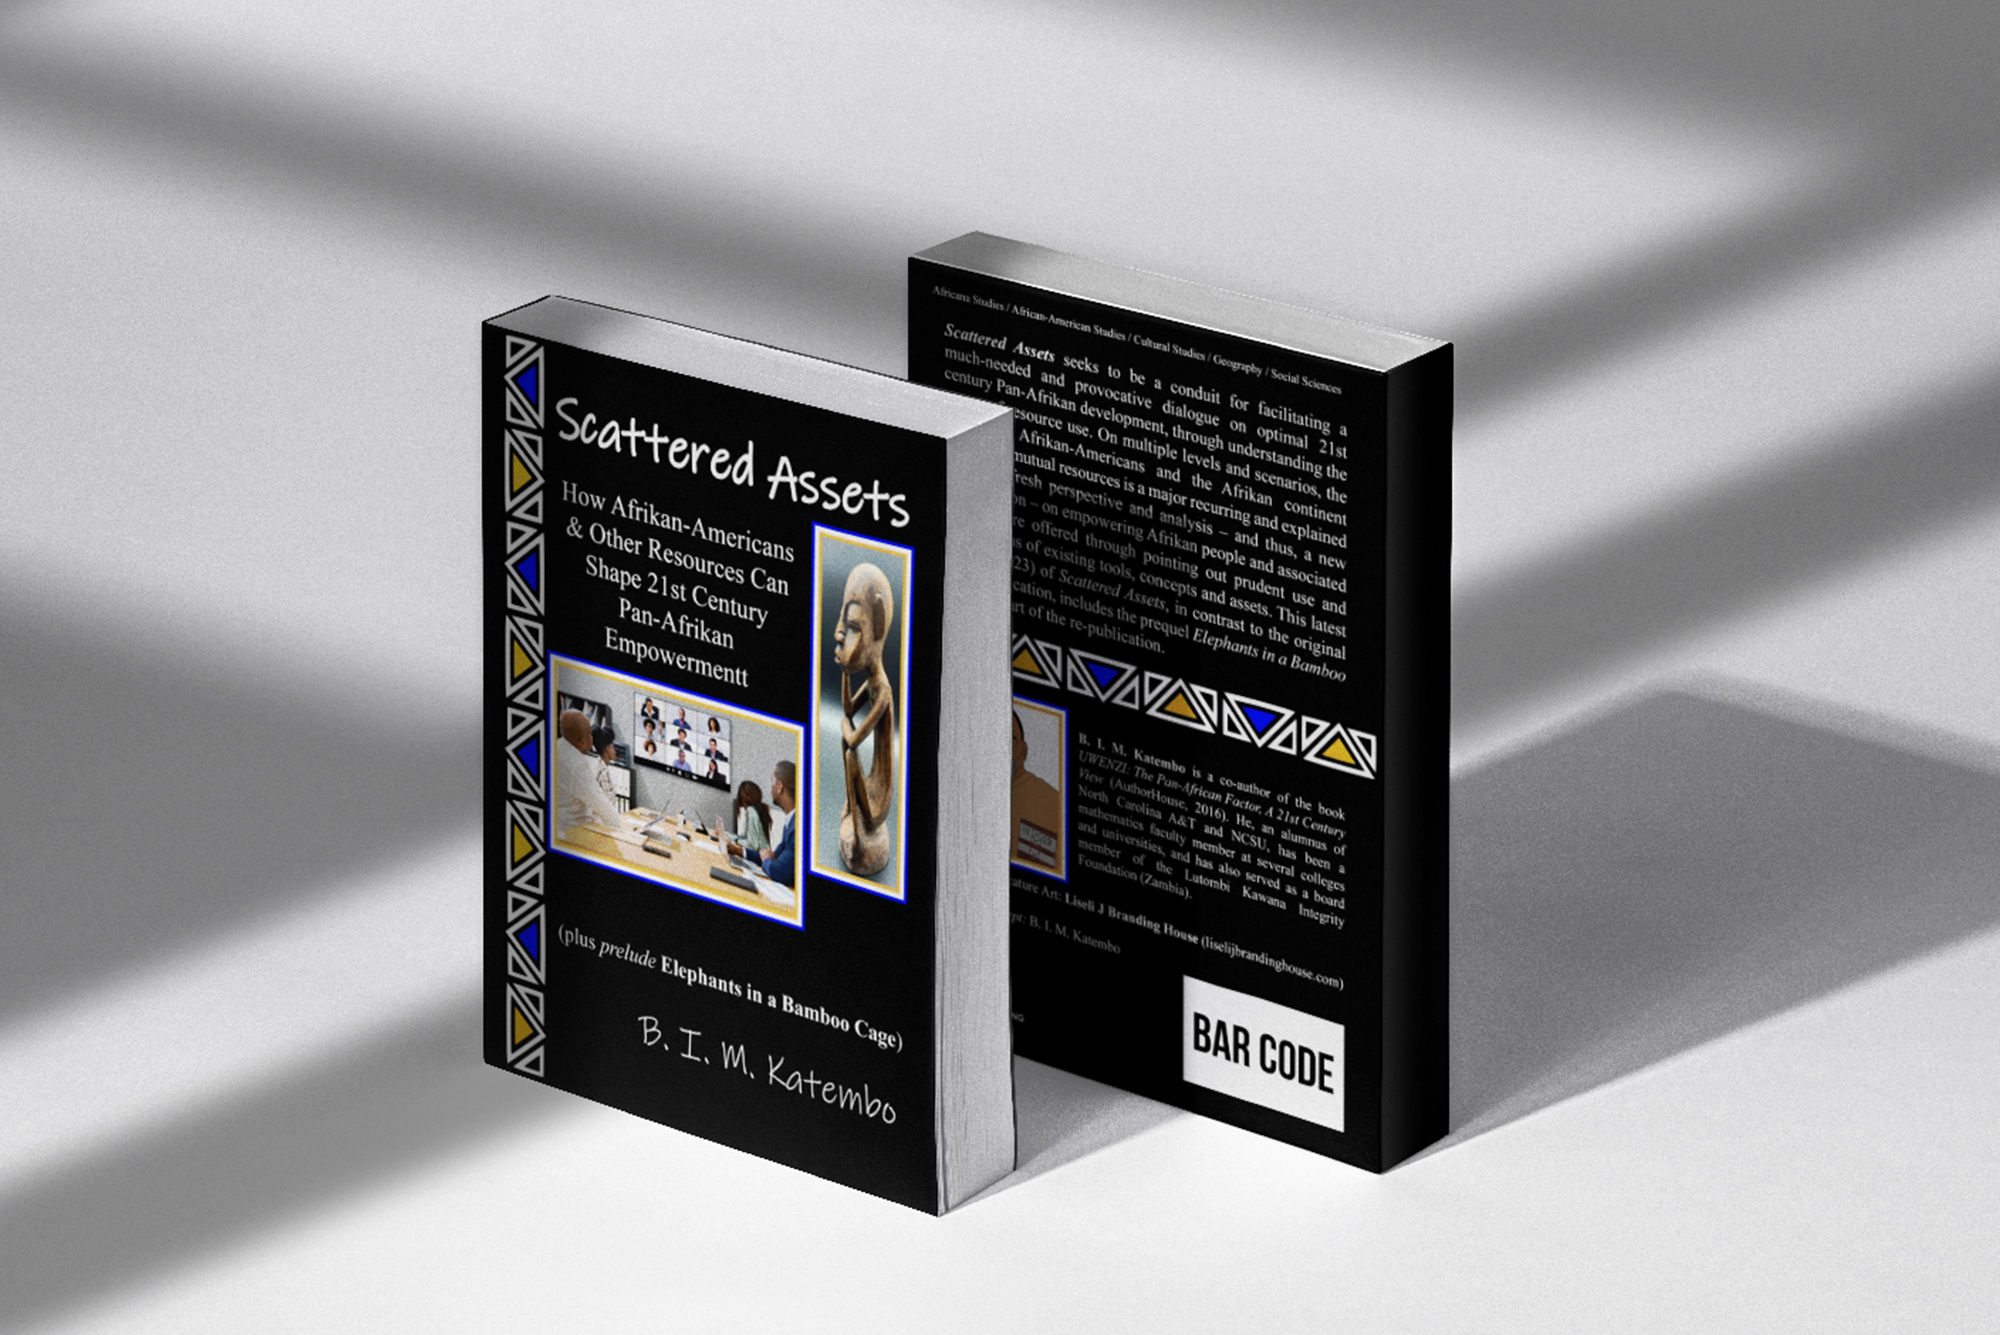 Scattered Assets
How Afrikan-Americans
& Other Resources Can
Shape 21st Century
Pan-Afrikan
Empowermentt
(plus prelude Elephants in a Bamboo Cage)
B. I. M. Katembo
Africana Studies / African-American Studies / Cultural Studies / Geography / Social Sciences
Scattered Assets seeks to be a conduit for facilitating a
much-needed and provocative dialogue on optimal 21st
century Pan-Afrikan development, through understanding the
resource use. On multiple levels and scenarios, the
Afrikan-Americans and the Afrikan continent
mutual resources is a major recurring and explained
fresh perspective and analysis – and thus, a new
– on empowering Afrikan people and associated
offered through pointing out prudent use and
of existing tools, concepts and assets. This latest
23) of Scattered Assets, in contrast to the original
includes the prequel Elephants in a Bamboo
of the re-publication.
B. I. M. Katembo is a co-author of the book
UWENZI: The Pan-African Factor, A 21st Century
View (AuthorHouse, 2016). He, an alumnus of
North Carolina A&T and NCSU, has been a
mathematics faculty member at several colleges
and universities, and has also served as a board
member of the Lutombi Kawana Integrity
Foundation (Zambia).
Art: Liseli J Branding House (liselijbrandinghouse.com)
B. I. M. Katembo
BAR CODE